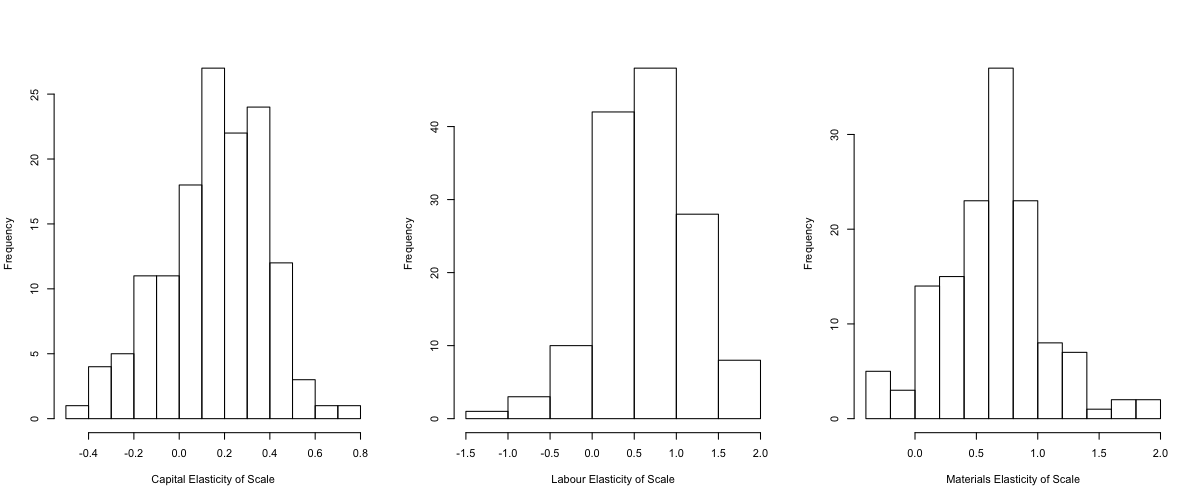 Frequency
25
20
15
10
5
0
-0.4 -0.2 0.0 0.2 0.4 0.6 0.8
Capital Elasticity of Scale
Frequency
40
30
20
10
0
-1.5 -1.0 -0.5 0.0 0.5 1.0 1.5 2.0
Labour Elasticity of Scale
Frequency
30
20
10
0
0.0 0.5 1.0 1.5 2.0
Materials Elasticity of Scale